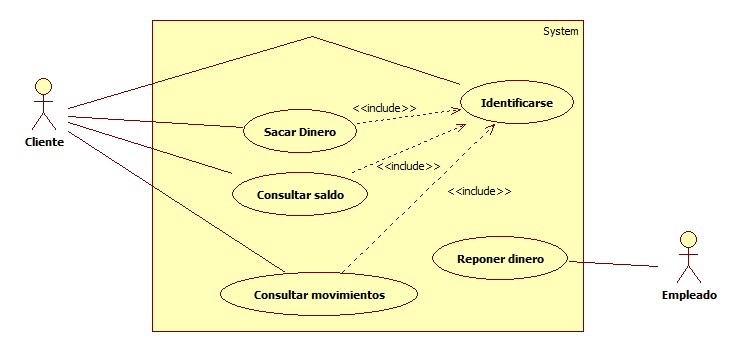 System
Identificarse
<<include>>
Sacar Dinero
Cliente
<<include>>
Consultar saldo
<<include>>
Reponer dinero
Consultar movimientos
Empleado